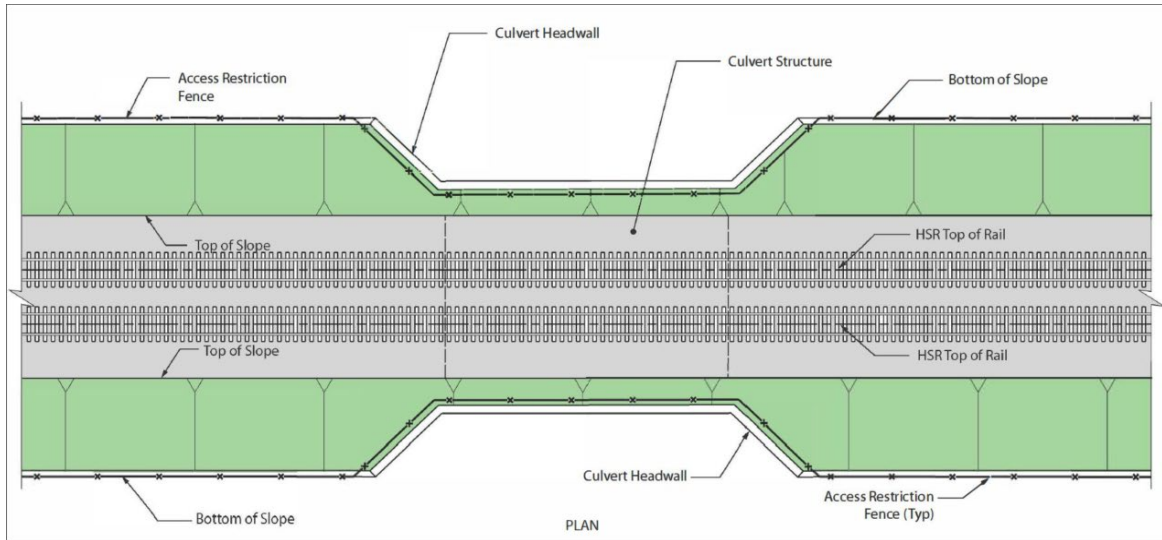 Culvert Headwall
Access Restriction
Fence
Culvert Structure
Bottom of Slope
Top of Slope
HSR Top of Rail
Top of Slope
HSR Top of Rail
Culvert Headwall
Bottom of Slope
Access Restriction
Fence (Typ)
PLAN